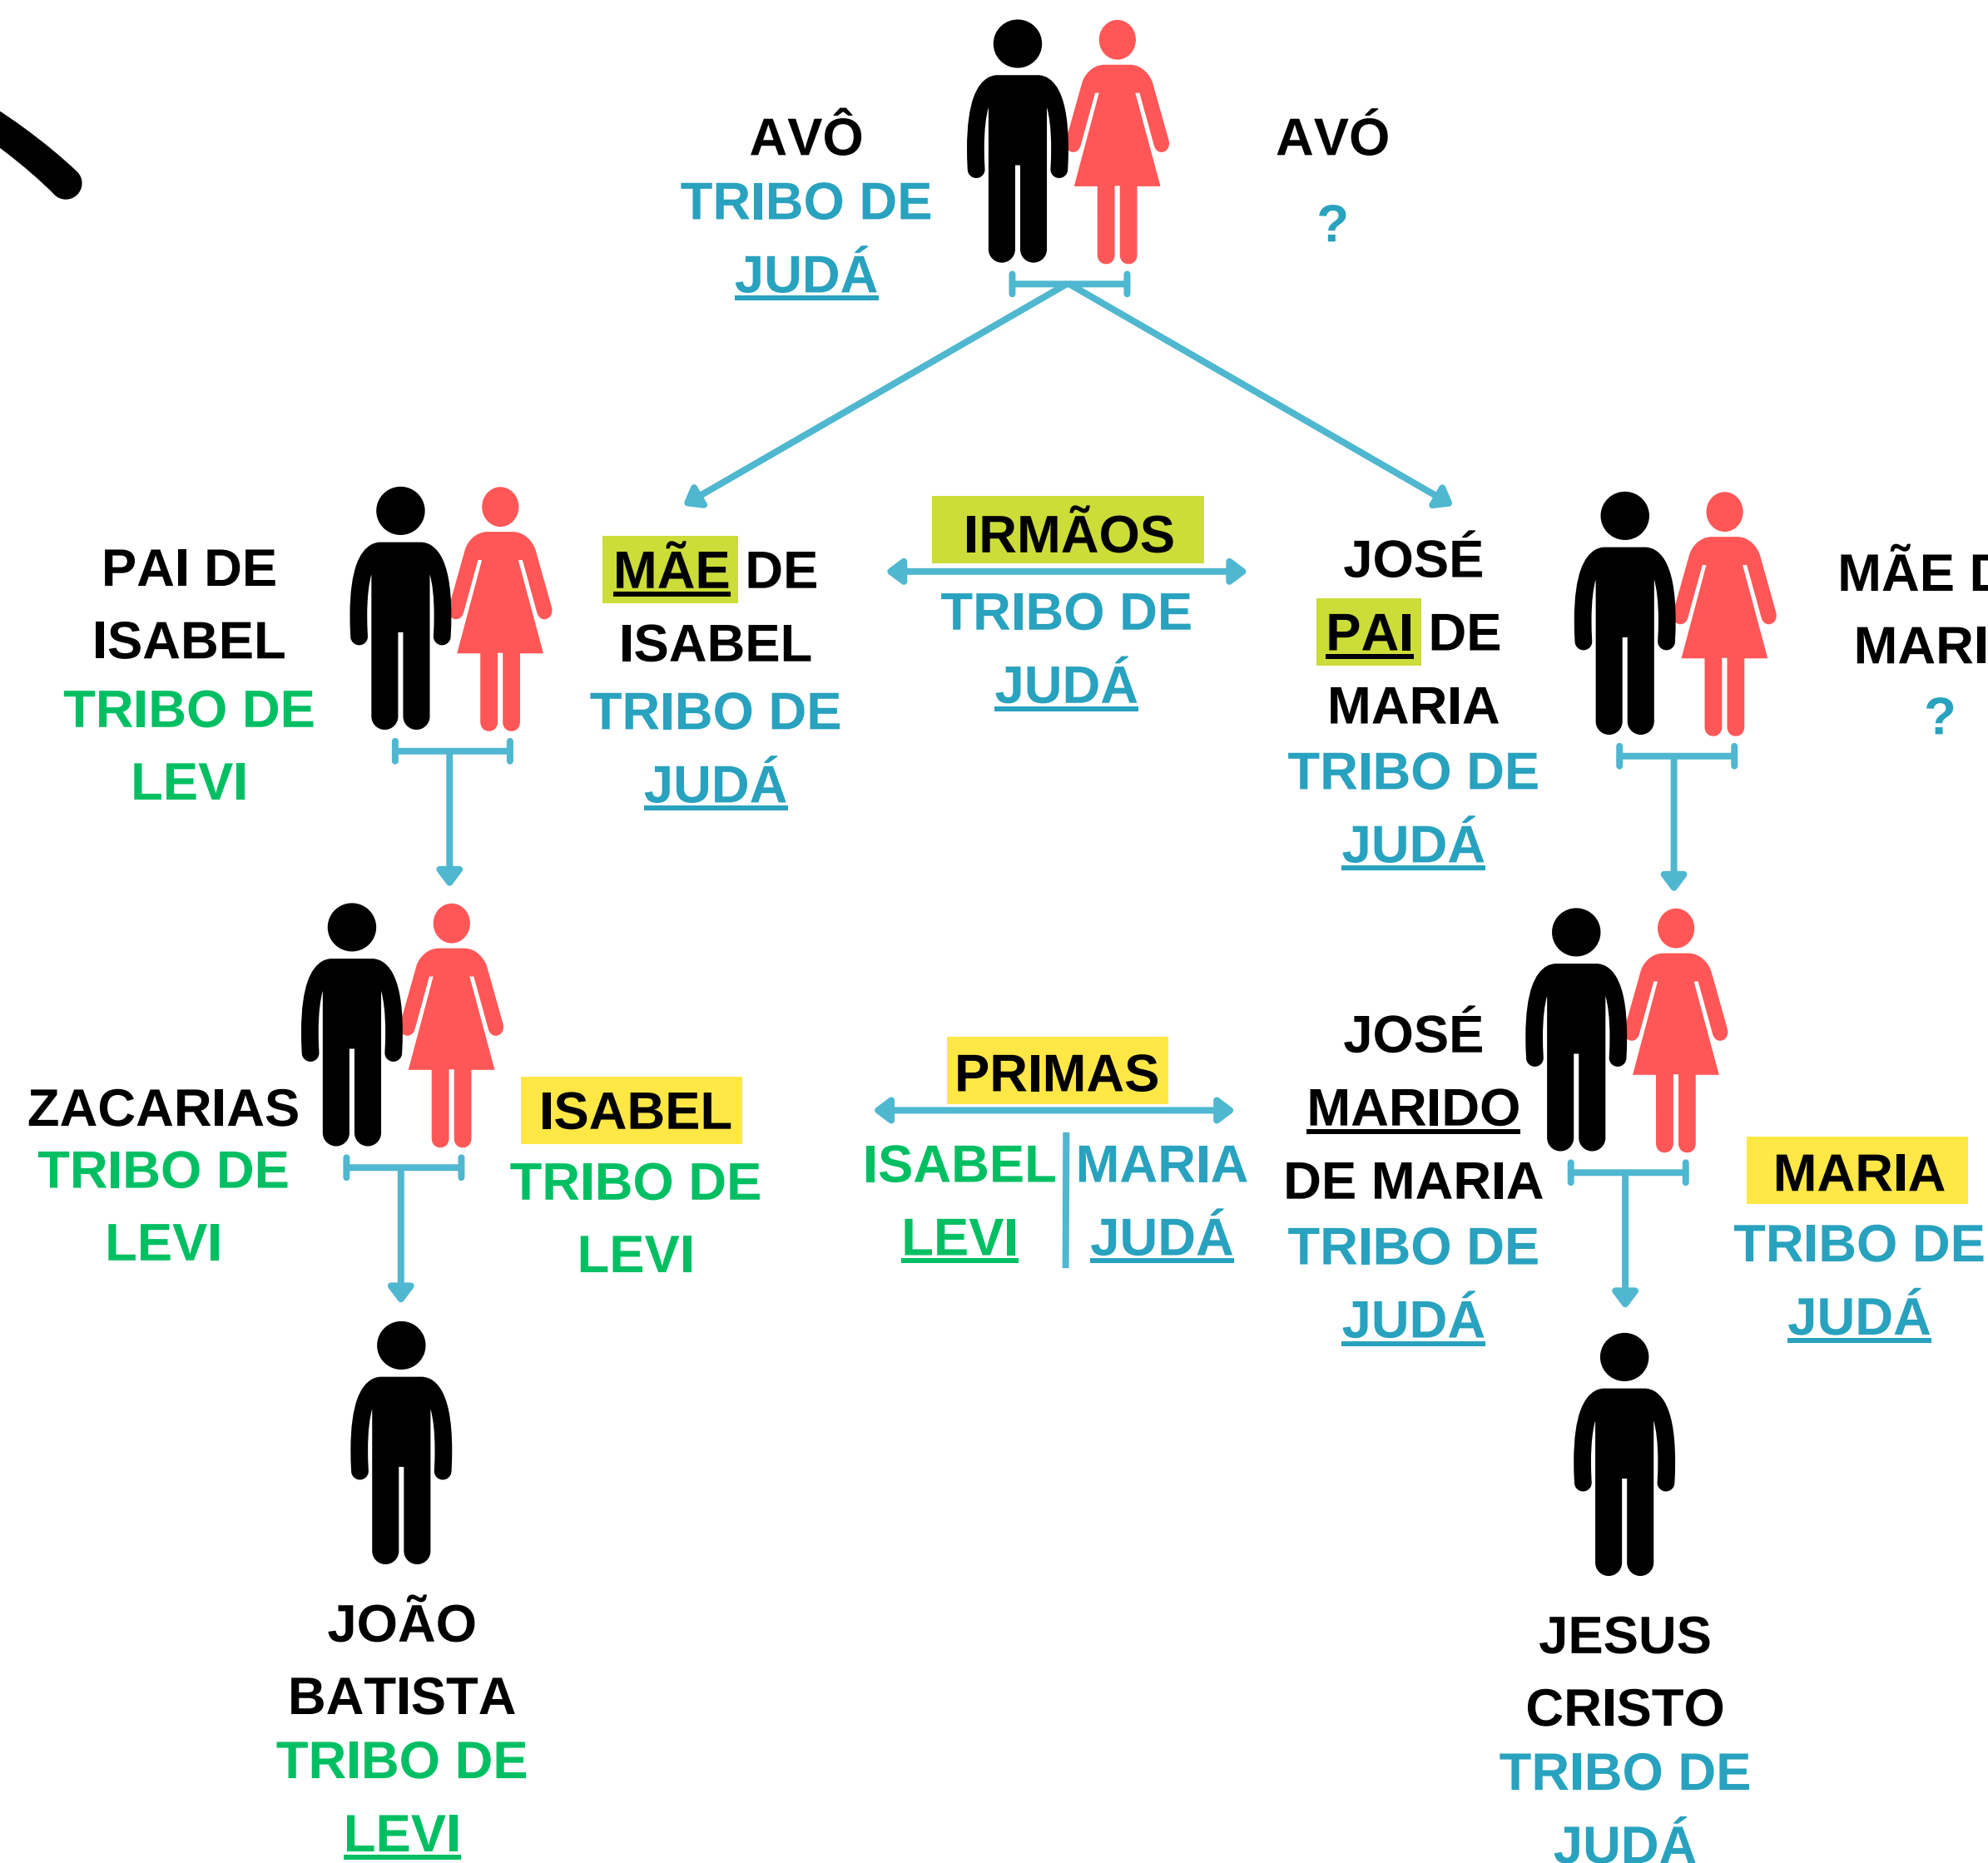 AVÔ
TRIBO DE
JUDÁ
AVÓ
?
PAI DE
ISABEL
TRIBO DE
LEVI
MÃE DE
ISABEL
TRIBO DE
JUDÁ
IRMÃOS
TRIBO DE
JUDÁ
JOSÉ
PAI DE
MARIA
TRIBO DE
JUDÁ
MÃE D
MARI
?
ZACARIAS
TRIBO DE
LEVI
ISABEL
TRIBO DE
LEVI
PRIMAS
ISABEL
LEVI
MARIA
JUDÁ
JOSÉ
MARIDO
DE MARIA
TRIBO DE
JUDÁ
MARIA
TRIBO DE
JUDÁ
JOÃO
BATISTA
TRIBO DE
LEVI
JESUS
CRISTO
TRIBO DE
JUDÁ